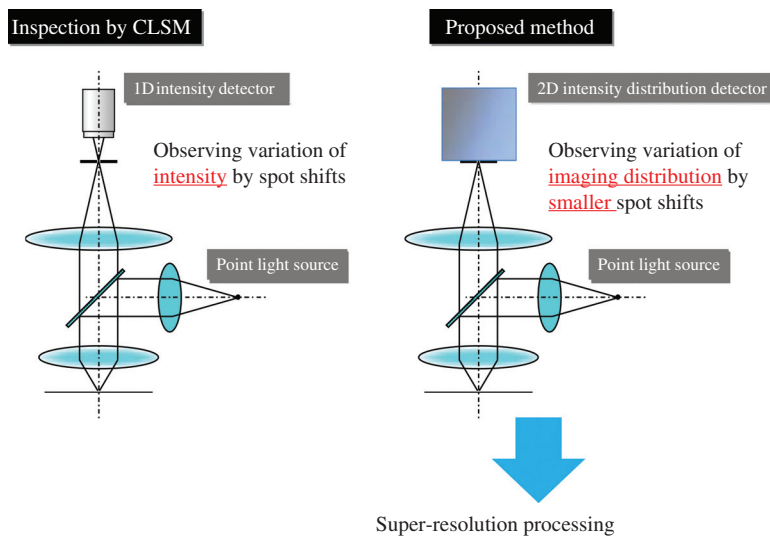 Inspection by CLSM
1D intensity detector
Observing variation of
intensity by spot shifts
Point light source
Proposed method
2D intensity distribution detector
Observing variation of
imaging distribution by
smaller spot shifts
Point light source
Super-resolution processing